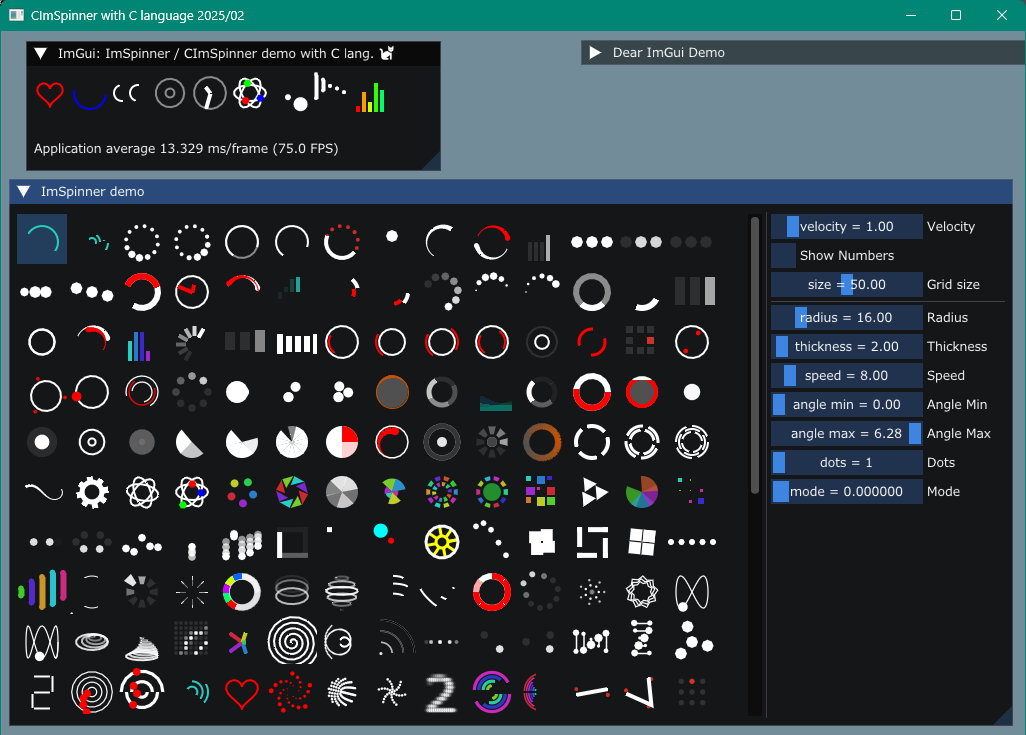 CImSpinner with C language 2025/02
ImGui: ImSpinner / CImSpinner demo with C lang.
Dear ImGui Demo
Application average 13.329 ms/frame (75.0 FPS)
ImSpinner demo
velocity = 1.00 Velocity
Show Numbers
size = 50.00 Grid size
radius = 16.00 Radius
thickness = 2.00 Thickness
speed = 8.00 Speed
angle min = 0.00 Angle Min
angle max = 6.28 Angle Max
dots = 1 Dots
mode = 0.000000 Mode
2
2